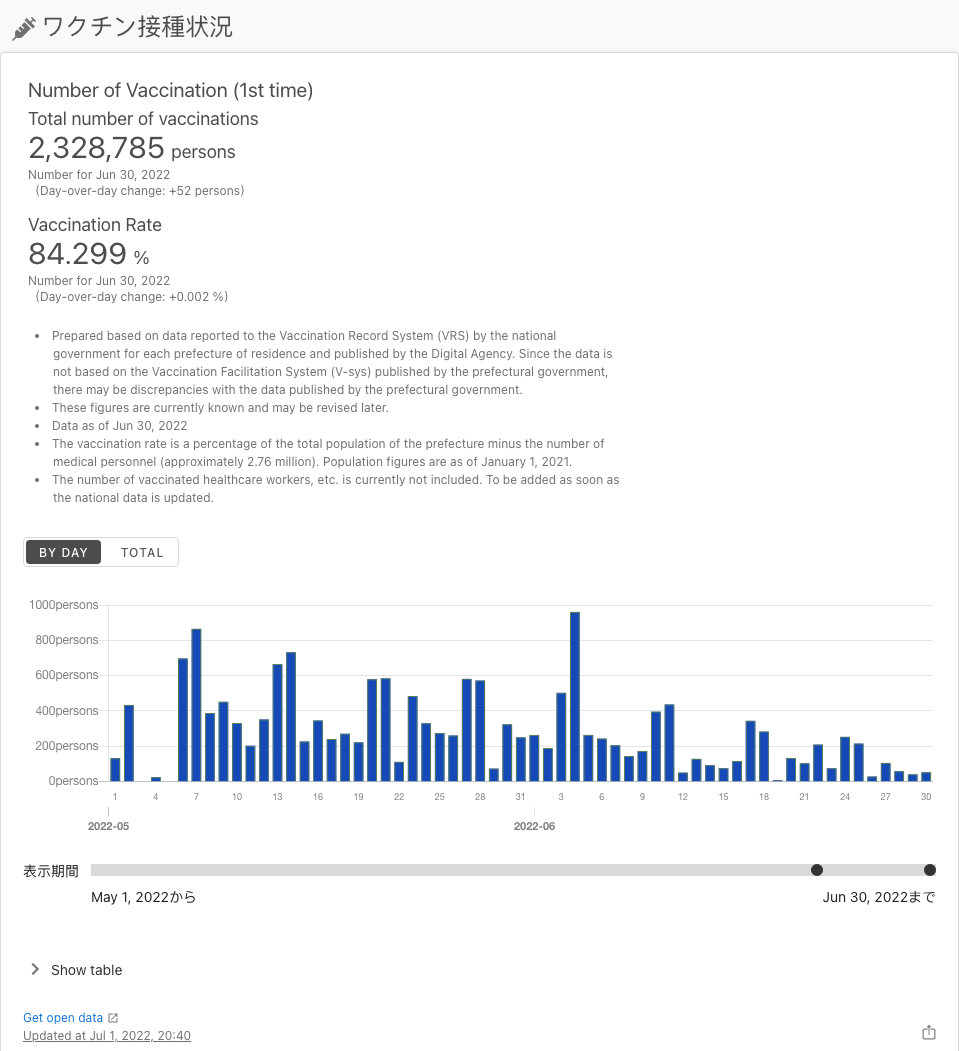 ワクチン接種状況
Number of Vaccination (1st time)
Total number of vaccinations
2,328,785 persons
Number for Jun 30, 2022
(Day-over-day change: +52 persons)
Vaccination Rate
84.299 %
Number for Jun 30, 2022
(Day-over-day change: +0.002 %)
• Prepared based on data reported to the Vaccination Record System (VRS) by the national
government for each prefecture of residence and published by the Digital Agency. Since the data is
not based on the Vaccination Facilitation System (V-sys) published by the prefectural government,
there may be discrepancies with the data published by the prefectural government.
• These figures are currently known and may be revised later.
• Data as of Jun 30, 2022
• The vaccination rate is a percentage of the total population of the prefecture minus the number of
medical personnel (approximately 2.76 million). Population figures are as of January 1, 2021.
• The number of vaccinated healthcare workers, etc. is currently not included. To be added as soon as
the national data is updated.
BY DAY TOTAL
1000persons
800persons
600persons
400persons
200persons
0persons
1 4 7 10 13 16 19 22 25 28 31 3 6 9 12 15 18 21 24 27 30
2022-05 2022-06
表示期間
May 1, 2022から Jun 30, 2022まで
Show table
Get open data
Updated at Jul 1, 2022, 20:40